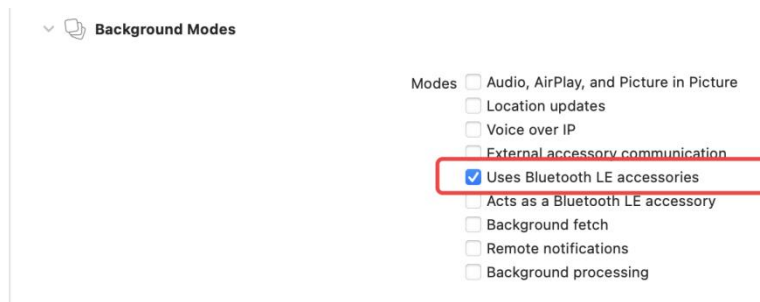 Background Modes
Modes Audio, AirPlay, and Picture in Picture
Location updates
Voice over IP
External accessory communication
Uses Bluetooth LE accessories
Acts as a Bluetooth LE accessory
Background fetch
Remote notifications
Background processing